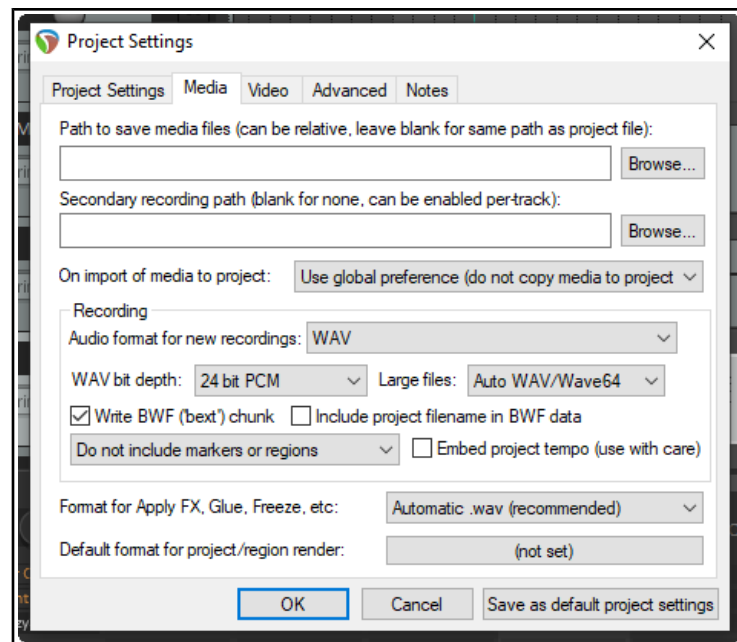 Project Settings
Project Settings Media Video Advanced Notes
Path to save media files (can be relative, leave blank for same path as project file):
Browse...
Secondary recording path (blank for none, can be enabled per-track):
Browse...
On import of media to project: Use global preference (do not copy media to project
Recording
Audio format for new recordings: WAV
WAV bit depth: 24 bit PCM Large files: Auto WAV/Wave64
Write BWF ('bext') chunk Include project filename in BWF data
Do not include markers or regions Embed project tempo (use with care)
Format for Apply FX, Glue, Freeze, etc: Automatic .wav (recommended)
Default format for project/region render: (not set)
OK Cancel Save as default project settings